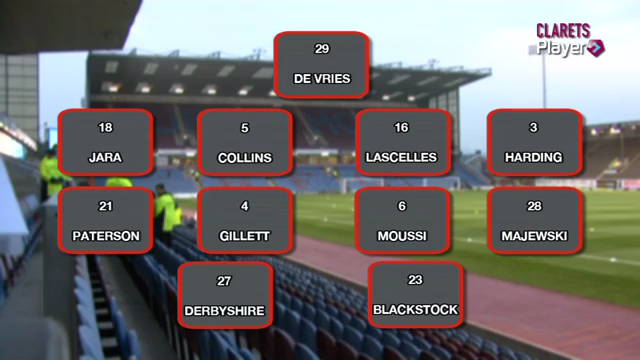 CLARETS
Player
29
DE VRIES
18
JARA
5
COLLINS
16
LASCELLES
3
HARDING
21
PATERSON
4
GILLETT
6
MOUSSI
28
MAJEWSKI
27
DERBYSHIRE
23
BLACKSTOCK